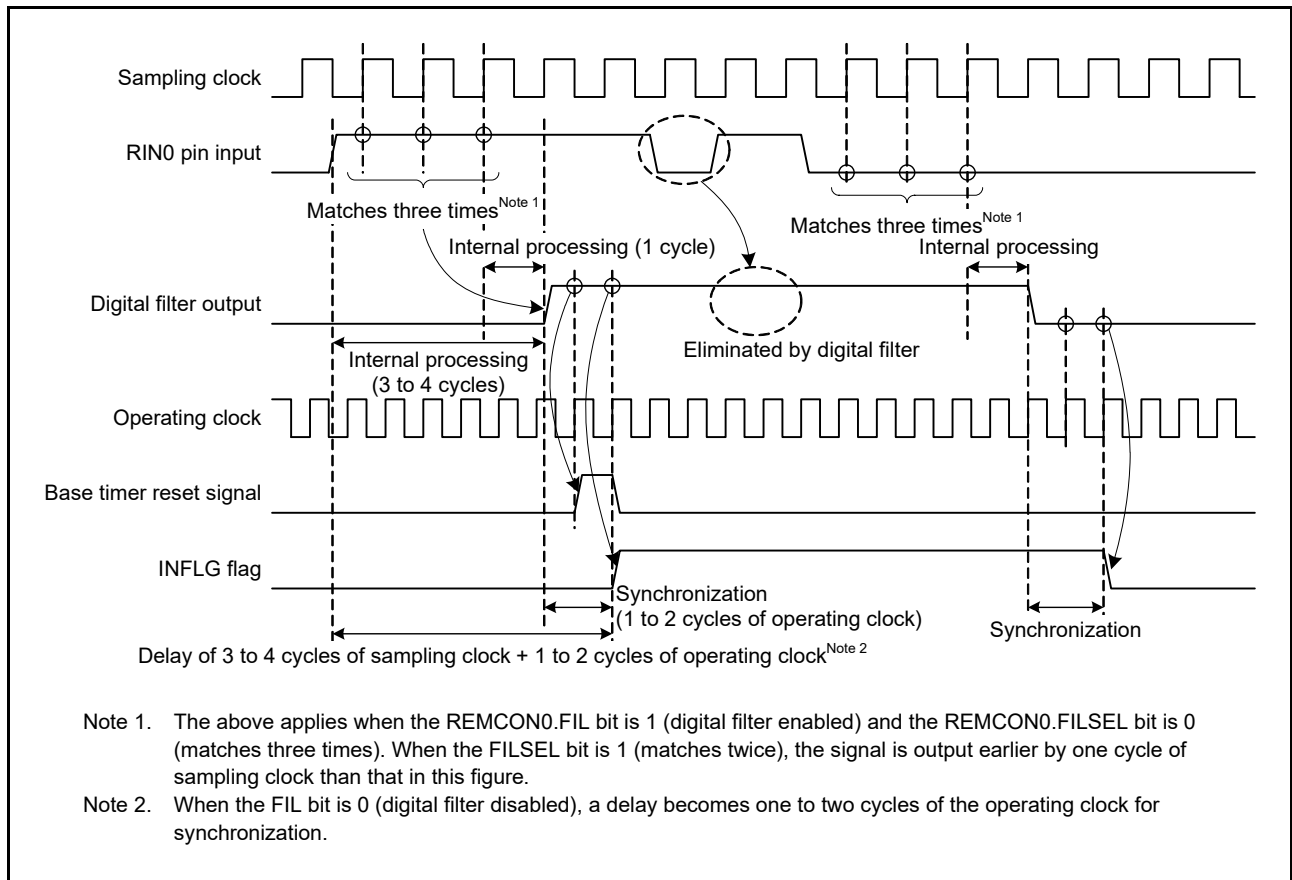 Sampling clock
RIN0 pin input
Matches three timesNote 1
Matches three timesNote 1
Internal processing (1 cycle)
Internal processing
Digital filter output
Internal processing
(3 to 4 cycles)
Eliminated by digital filter
Operating clock
Base timer reset signal
INFLG flag
Synchronization
(1 to 2 cycles of operating clock)
Synchronization
Delay of 3 to 4 cycles of sampling clock + 1 to 2 cycles of operating clockNote 2
Note 1. The above applies when the REMCON0.FIL bit is 1 (digital filter enabled) and the REMCON0.FILSEL bit is 0
(matches three times). When the FILSEL bit is 1 (matches twice), the signal is output earlier by one cycle of
sampling clock than that in this figure.
Note 2. When the FIL bit is 0 (digital filter disabled), a delay becomes one to two cycles of the operating clock for
synchronization.